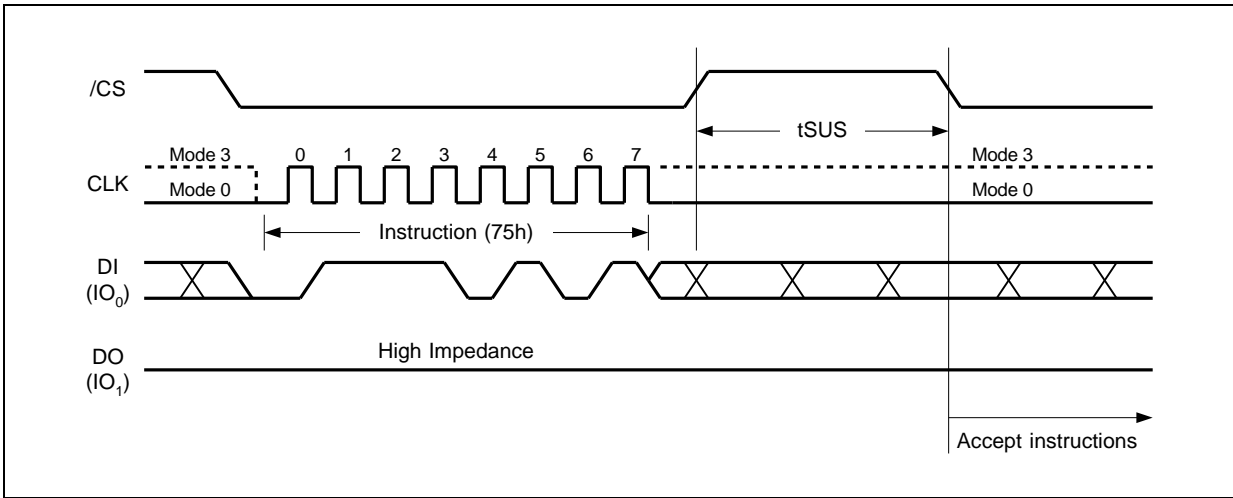 /CS
tSUS
Mode 3
0 1 2 3 4 5 6 7
Mode 3
CLK
Mode 0
Mode 0
Instruction (75h)
DI
(IO0)
High Impedance
DO
(IO1)
Accept instructions